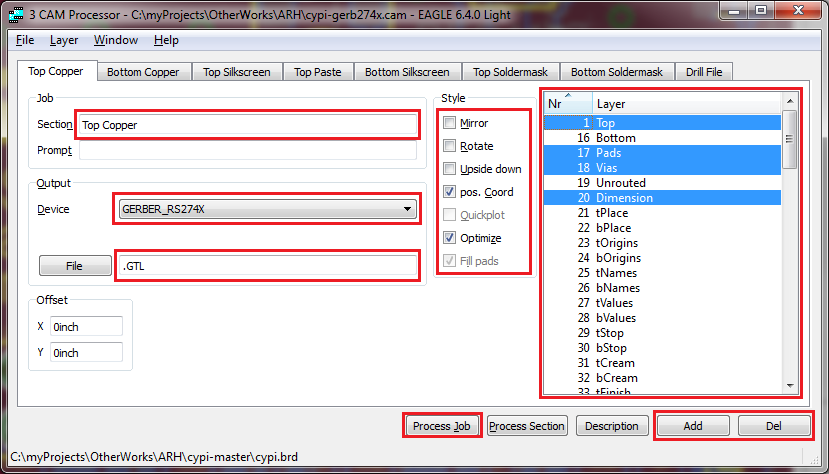 3 CAM Processor - C:\myProjects\OtherWorks\ARH\cypi-gerb274x.cam - EAGLE 6.4.0 Light
File Layer Window Help
Top Copper Bottom Copper Top Silkscreen Top Paste Bottom Silkscreen Top Soldermask Bottom Soldermask Drill File
Job
Section Top Copper
Prompt
Output
Device GERBER_RS274X
File .GTL
Offset
X 0inch
Y 0inch
Style
Mirror
Rotate
Upside down
pos. Coord
Quickplot
Optimize
Fill pads
Nr Layer
1 Top
16 Bottom
17 Pads
18 Vias
19 Unrouted
20 Dimension
21 tPlace
22 bPlace
23 tOrigins
24 bOrigins
25 tNames
26 bNames
27 tValues
28 bValues
29 tStop
30 bStop
31 tCream
32 bCream
33 tFinish
Process Job Process Section Description Add Del
C:\myProjects\OtherWorks\ARH\cypi-master\cypi.brd